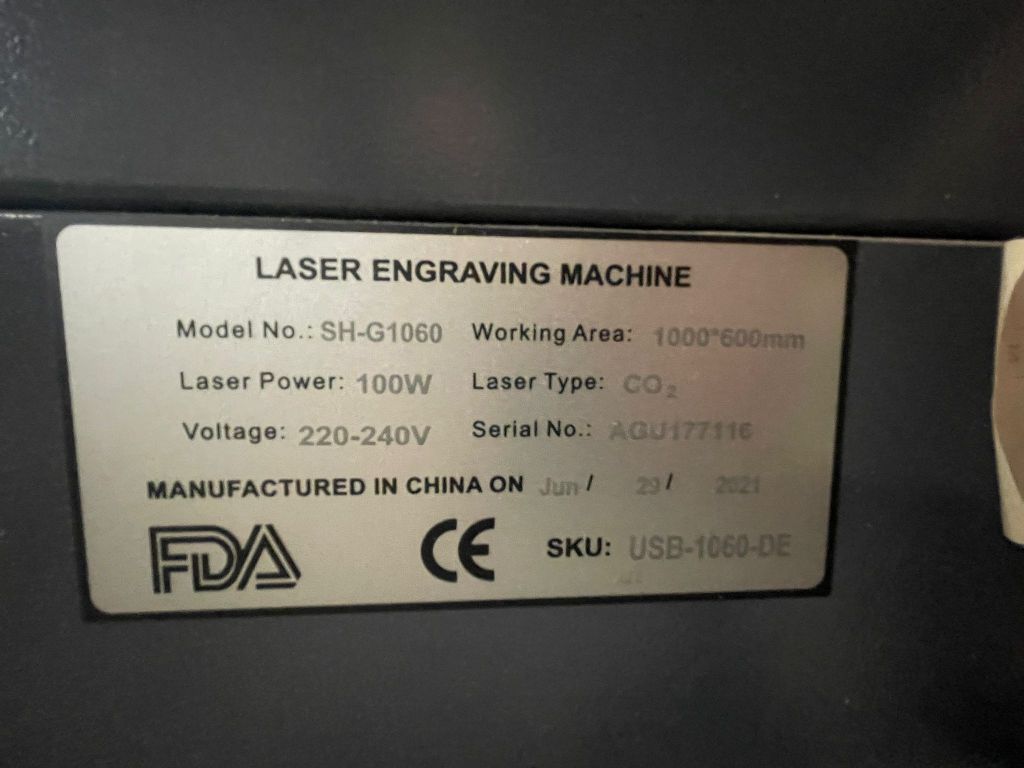 LASER ENGRAVING MACHINE
Model No.: SH-G1060 Working Area: 1000*600mm
Laser Power: 100W Laser Type: CO₂
Voltage: 220-240V Serial No.: AGU177116
MANUFACTURED IN CHINA ON Jun / 29 / 2021
FDA CE SKU: USB-1060-DE